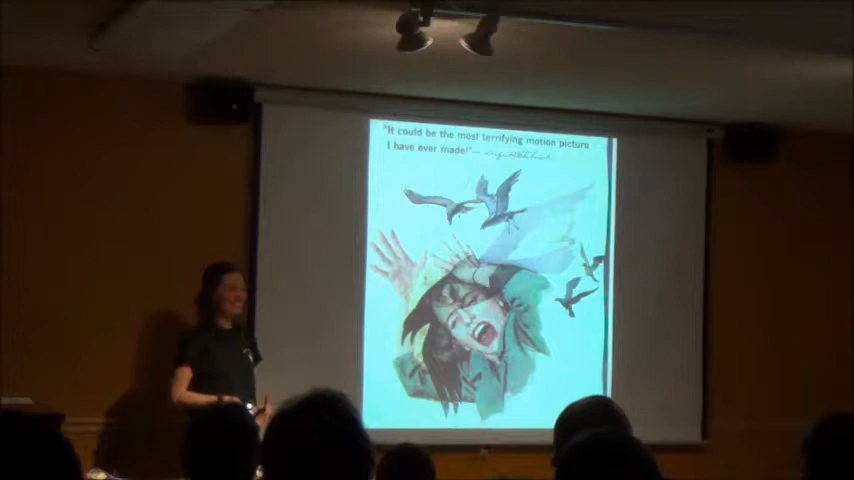 "It could be the most terrifying motion picture
I have ever made!"—